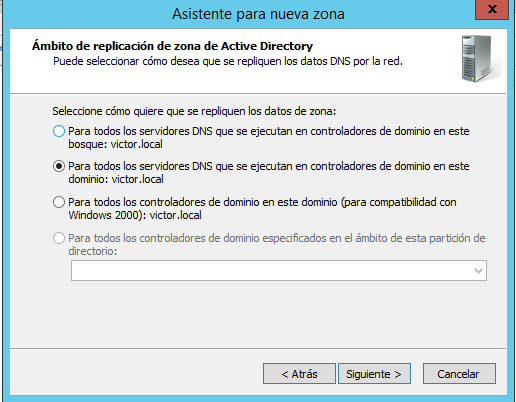 Asistente para nueva zona
x
Ámbito de replicación de zona de Active Directory
Puede seleccionar cómo desea que se repliquen los datos DNS por la red.
Seleccione cómo quiere que se repliquen los datos de zona:
Para todos los servidores DNS que se ejecutan en controladores de dominio en este
bosque: victor.local
Para todos los servidores DNS que se ejecutan en controladores de dominio en este
dominio: victor.local
Para todos los controladores de dominio en este dominio (para compatibilidad con
Windows 2000): victor.local
Para todos los controladores de dominio especificados en el ámbito de esta partición de
directorio:
< Atrás Siguiente > Cancelar